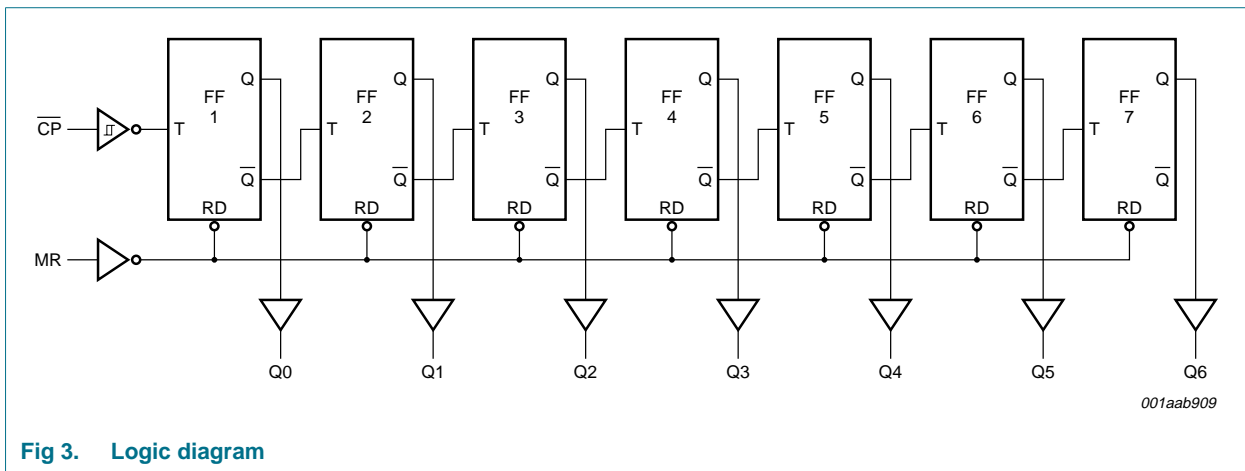 Q Q Q Q Q Q Q
FF FF FF FF FF FF FF
1 2 3 4 5 6 7
C̅P̅ T T T T T T T
Q̅ Q̅ Q̅ Q̅ Q̅ Q̅ Q̅
RD RD RD RD RD RD RD
MR
Q0 Q1 Q2 Q3 Q4 Q5 Q6
001aab909
Fig 3. Logic diagram